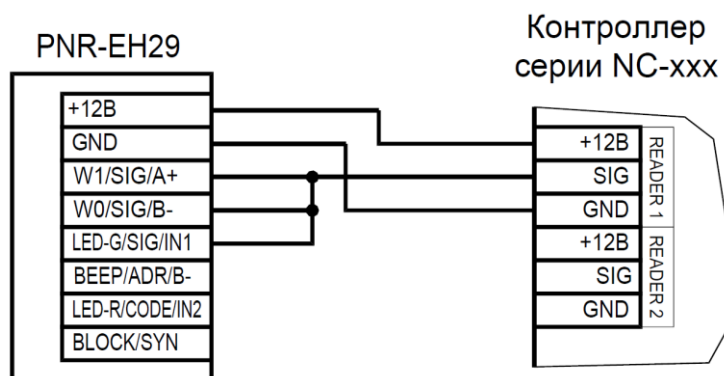 PNR-EH29
Контроллер
серии NC-xxx
+12В
GND
W1/SIG/A+
W0/SIG/B-
LED-G/SIG/IN1
BEEP/ADR/B-
LED-R/CODE/IN2
BLOCK/SYN
+12В
SIG
GND
READER 1
+12В
SIG
GND
READER 2